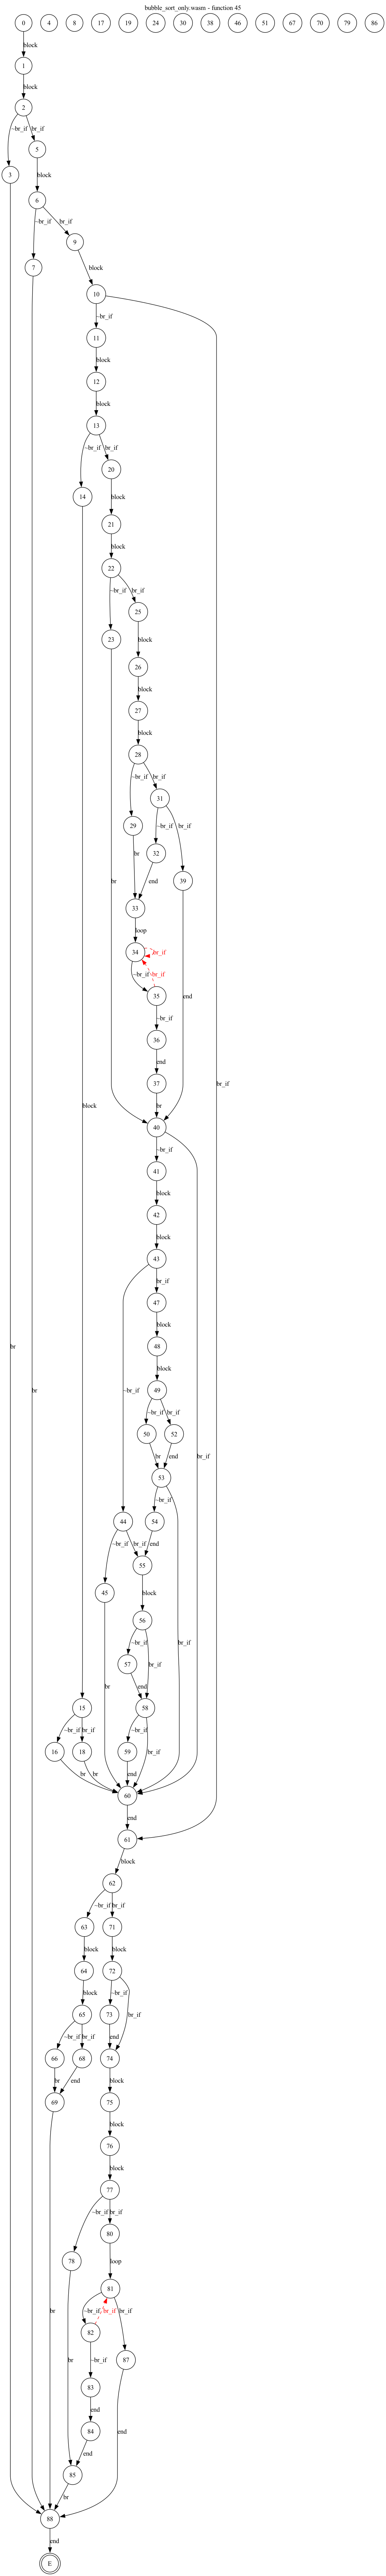 bubble_sort_only.wasm - function 45
0 4 8 17 19 24 30 38 46 51 67 70 79 86
block
1
block
2
~br_if br_if
5
3
block
6
~br_if br_if
9
7
block
10
~br_if
11
block
12
block
13
~br_if br_if
20
14
block
21
block
22
~br_if br_if
25
23
block
26
block
27
block
28
~br_if br_if
31
29
~br_if br_if
br 32
br 39
end
33
loop
34 br_if
~br_if br_if
35
~br_if
36
end end
br_if
37
block br
40
~br_if
41
block
42
block
43
br_if
47
block
48
br block
49
br ~br_if ~br_if br_if
50 52
br end br_if
53
~br_if
44 54
~br_if br_if end
55
45 block br_if
56
~br_if
57 br br_if
end
15 58
~br_if br_if ~br_if
16 18 59 br_if
br br end
60
end
61
block
62
~br_if br_if
63 71
block block
64 72
block ~br_if
65 73 br_if
~br_if br_if end
66 68 74
br end block
69 75
block
76
block
77
~br_if br_if
78 80
loop
81
br ~br_if br_if br_if
82
br ~br_if 87
83
end
84 end
end
85
br
88
end
E